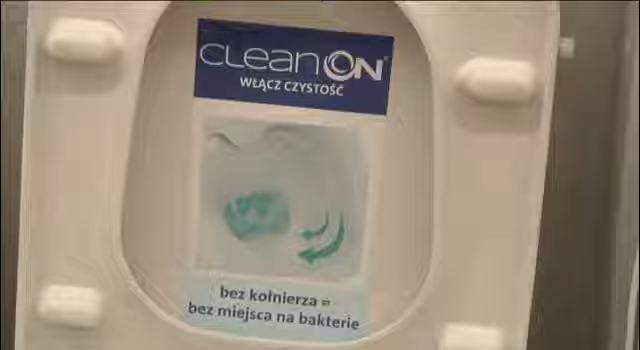 CLEANON®
WŁĄCZ CZYSTOŚĆ
bez kołnierza =
bez miejsca na bakterie